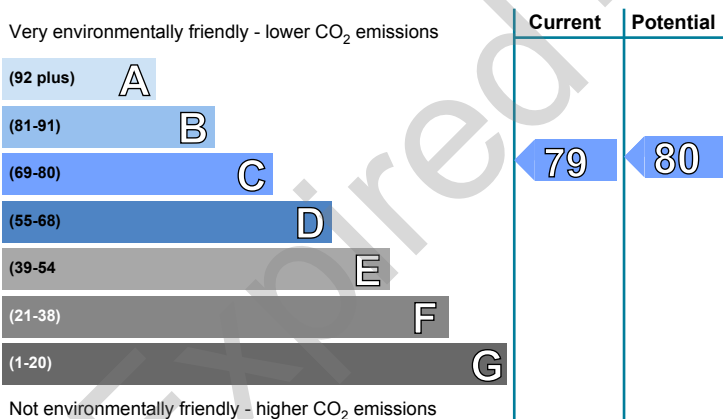 Very environmentally friendly - lower CO2 emissions
Current Potential
(92 plus) A
(81-91) B
(69-80) C
79 80
(55-68) D
(39-54 E
(21-38) F
(1-20) G
Not environmentally friendly - higher CO2 emissions
Expired